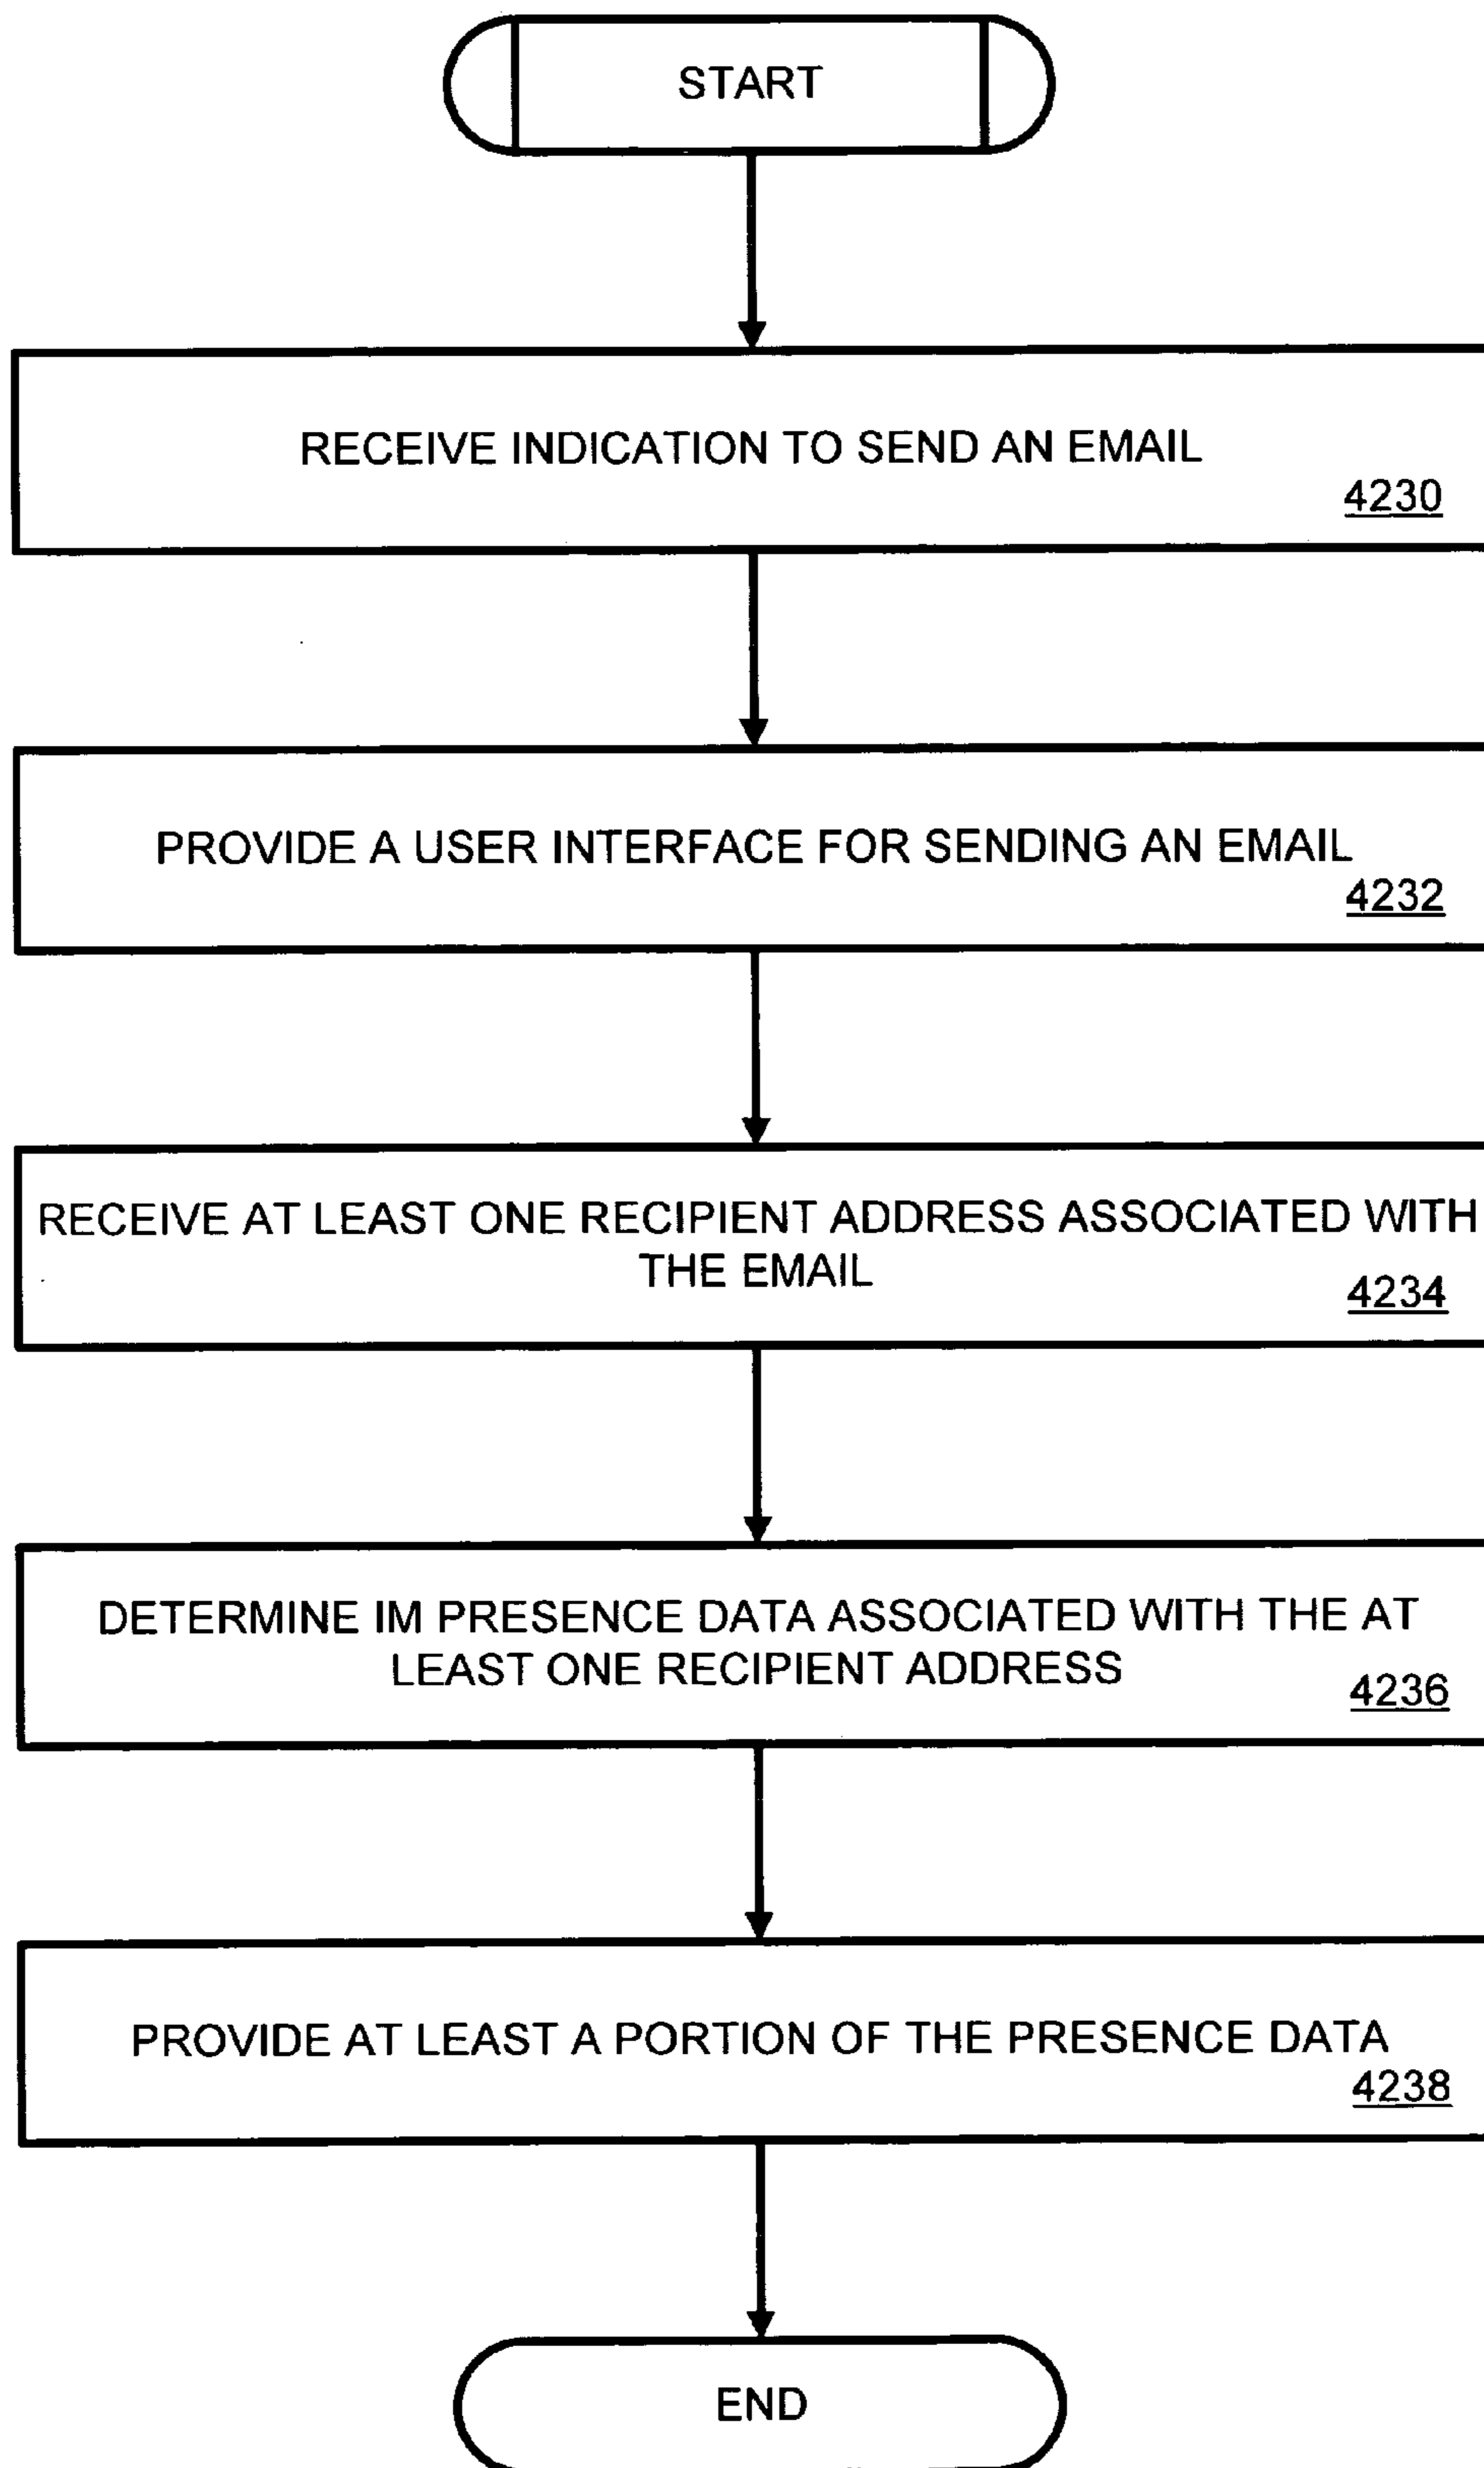 START
RECEIVE INDICATION TO SEND AN EMAIL
4230
PROVIDE A USER INTERFACE FOR SENDING AN EMAIL
4232
RECEIVE AT LEAST ONE RECIPIENT ADDRESS ASSOCIATED WITH
THE EMAIL
4234
DETERMINE IM PRESENCE DATA ASSOCIATED WITH THE AT
LEAST ONE RECIPIENT ADDRESS
4236
PROVIDE AT LEAST A PORTION OF THE PRESENCE DATA
4238
END